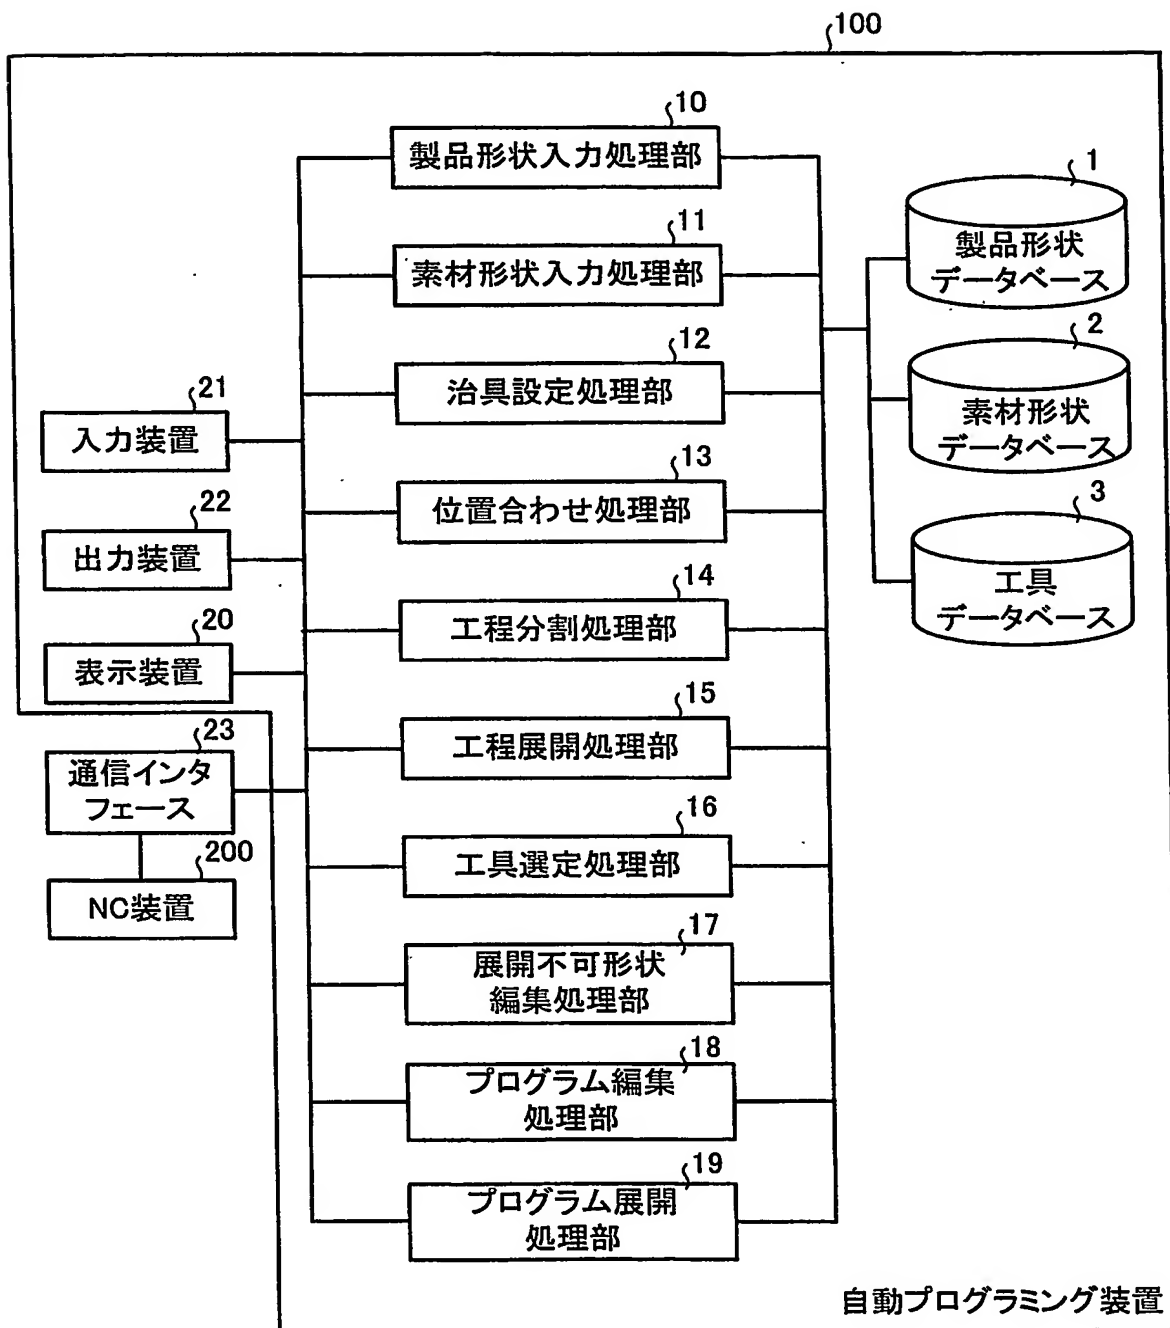 100
10
製品形状入力処理部
11
素材形状入力処理部
12
治具設定処理部
13
位置合わせ処理部
14
工程分割処理部
15
工程展開処理部
16
工具選定処理部
17
展開不可形状
編集処理部
18
プログラム編集
処理部
19
プログラム展開
処理部
21
入力装置
22
出力装置
20
表示装置
23
通信インタ
フェース
200
NC装置
1
製品形状
データベース
2
素材形状
データベース
3
工具
データベース
自動プログラミング装置